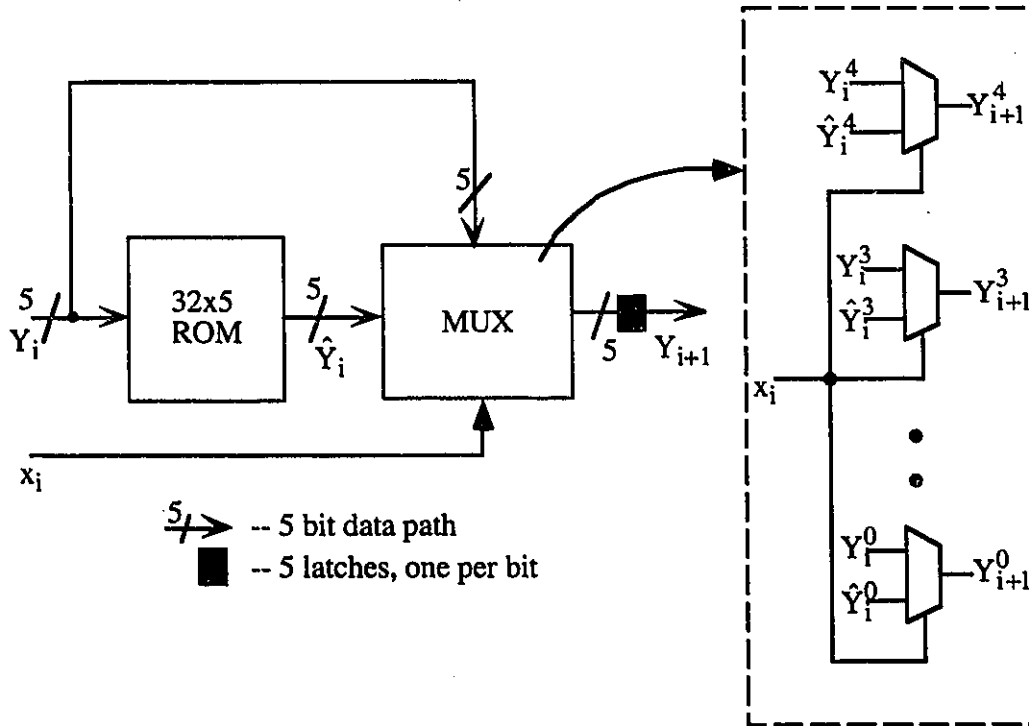 5
Y_i
32x5
ROM
5
Ŷ_i
5
MUX
5
Y_{i+1}
x_i
5 -- 5 bit data path
-- 5 latches, one per bit
Y_i^4
Ŷ_i^4
Y_{i+1}^4
Y_i^3
Ŷ_i^3
Y_{i+1}^3
x_i
Y_i^0
Ŷ_i^0
Y_{i+1}^0